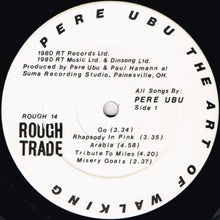 PERE UBU THE ART OF WALKING
1980 RT Records Ltd.
1980 RT Music Ltd. & Dinsong Ltd.
Produced by Pere Ubu & Paul Hamann at
Suma Recording Studio, Painesville, OH.
All Songs By:
PERE UBU
Side 1
ROUGH 14
ROUGH
TRADE
Go (3.34)
Rhapsody In Pink (3.35)
Arabia (4.58)
Tribute To Miles (4.20)
Misery Goats (2.37)